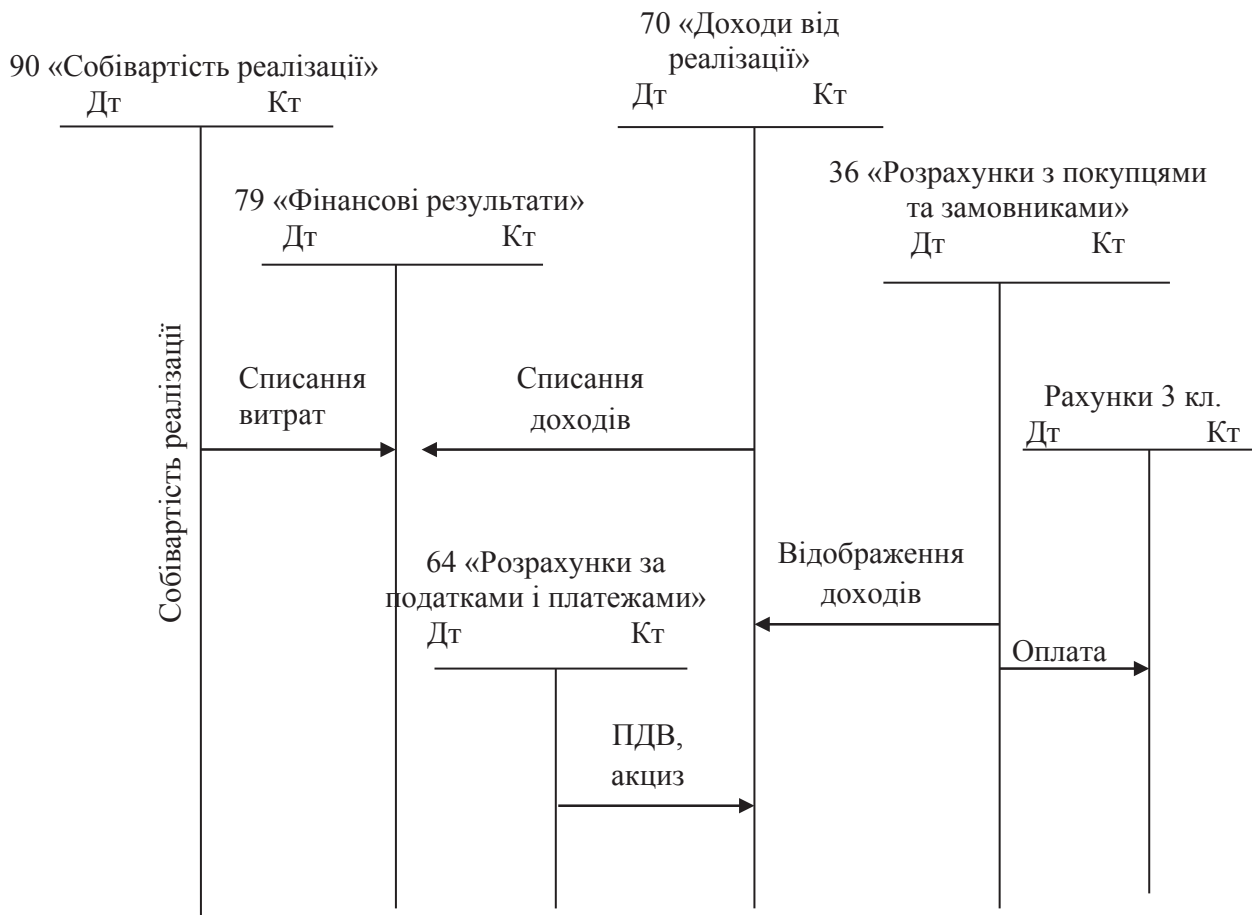 70 «Доходи від
реалізації»
90 «Собівартість реалізації»
Дт Кт
Дт Кт
36 «Розрахунки з покупцями
та замовниками»
79 «Фінансові результати»
Дт Кт
Дт Кт
Собівартість реалізації
Списання
витрат
Списання
доходів
Рахунки 3 кл.
Дт Кт
64 «Розрахунки за
податками і платежами»
Дт Кт
Відображення
доходів
Оплата
ПДВ,
акциз